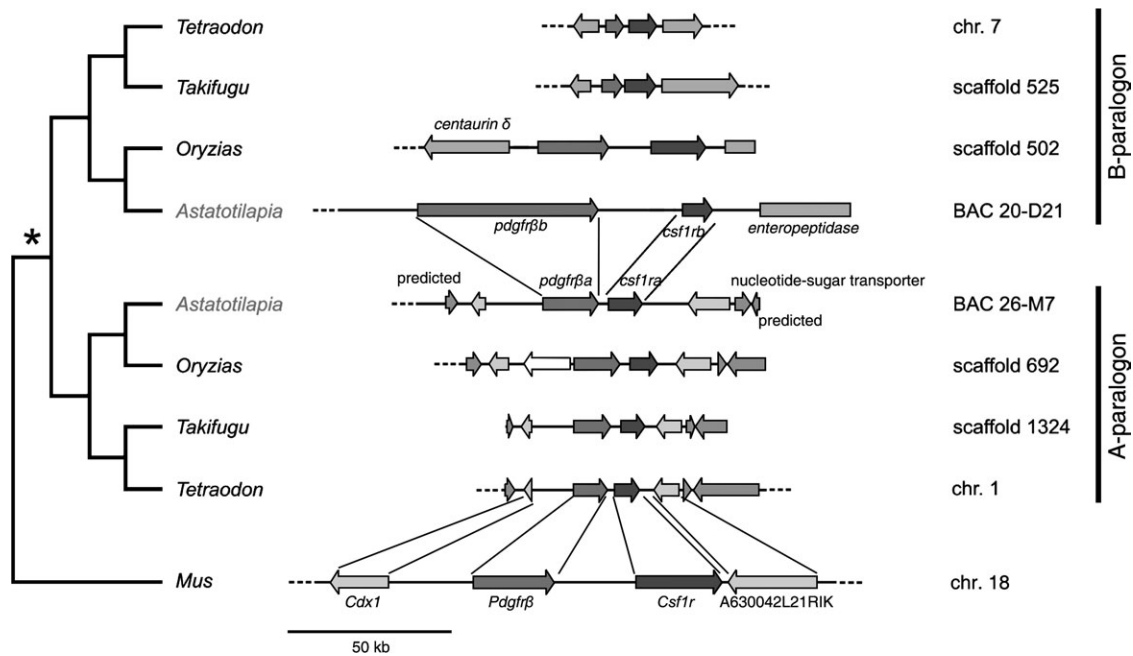 Tetraodon
chr. 7
Takifugu
scaffold 525
centaurin δ
Oryzias
scaffold 502
Astatotilapia
BAC 20-D21
pdgfrβb
csf1rb
enteropeptidase
B-paralogon
*
predicted
pdgfrβa
csf1ra
nucleotide-sugar transporter
Astatotilapia
BAC 26-M7
predicted
Oryzias
scaffold 692
Takifugu
scaffold 1324
Tetraodon
chr. 1
A-paralogon
Mus
chr. 18
Cdx1
Pdgfrβ
Csf1r
A630042L21RIK
50 kb